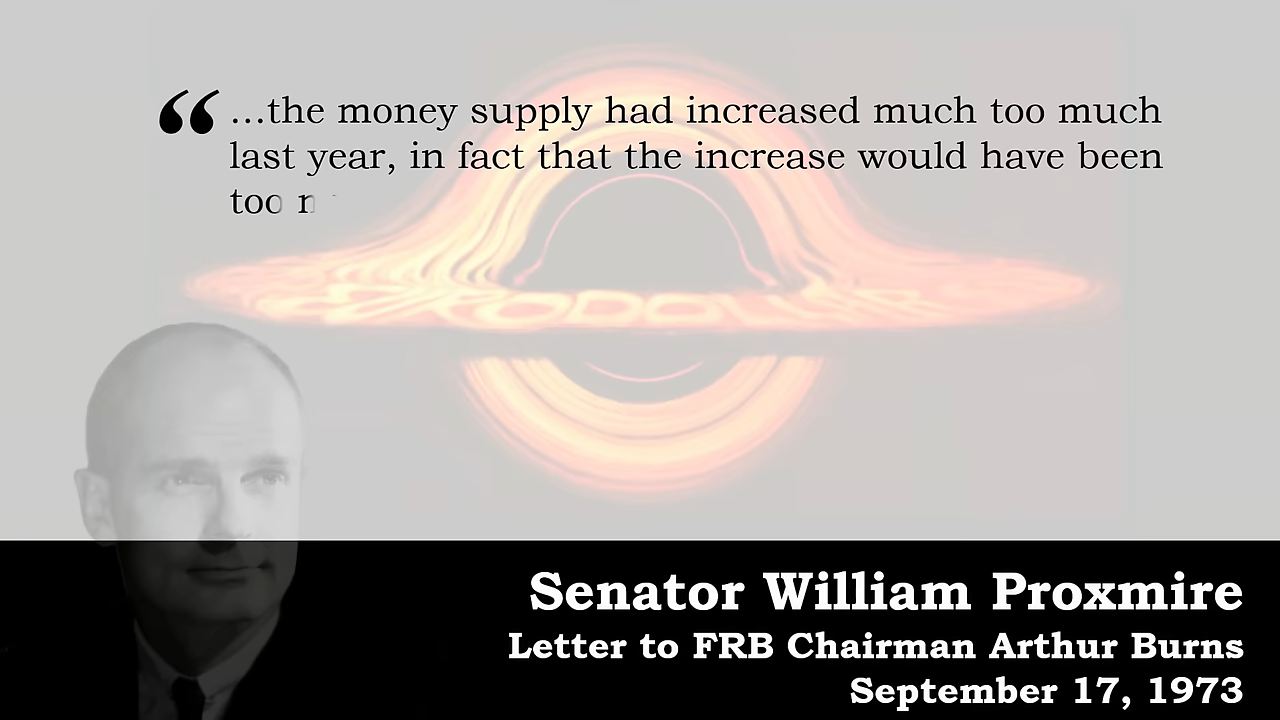 “…the money supply had increased much too much
last year, in fact that the increase would have been
too
Senator William Proxmire
Letter to FRB Chairman Arthur Burns
September 17, 1973